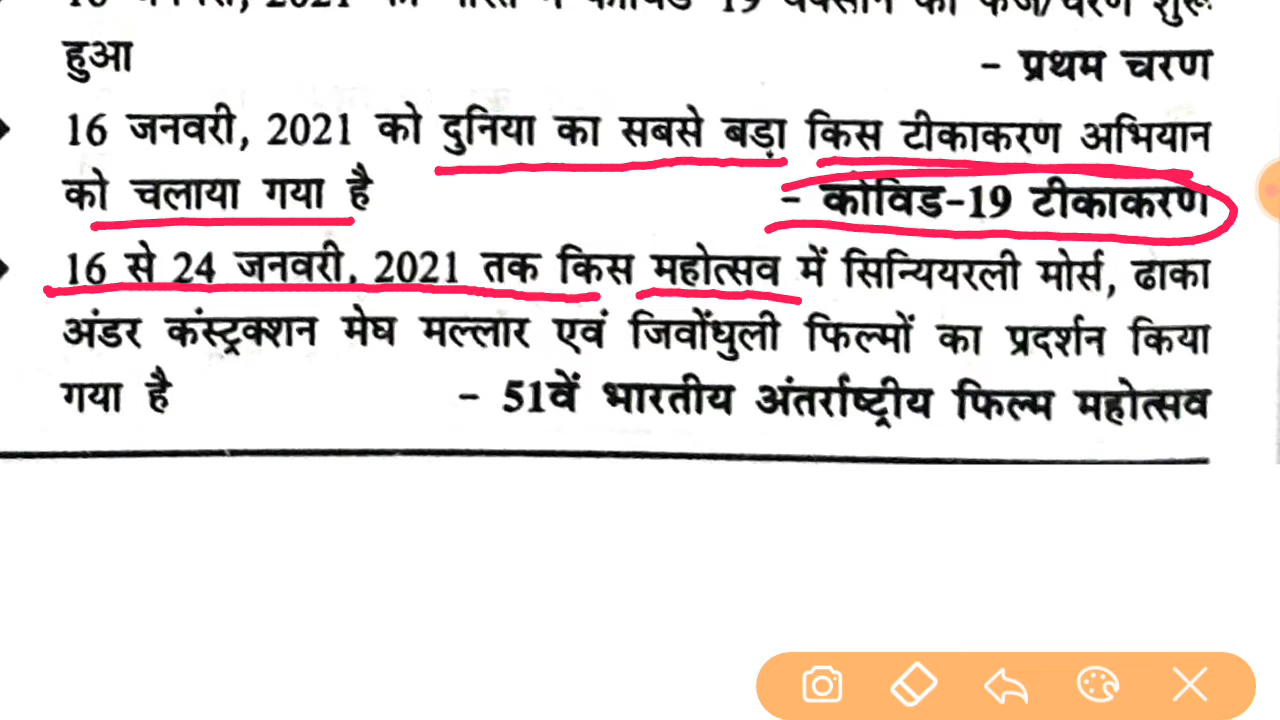 हुआ - प्रथम चरण
16 जनवरी, 2021 को दुनिया का सबसे बड़ा किस टीकाकरण अभियान
को चलाया गया है - कोविड-19 टीकाकरण
16 से 24 जनवरी, 2021 तक किस महोत्सव में सिन्यियरली मोर्स, ढाका
अंडर कंस्ट्रक्शन मेघ मल्लार एवं जिवोंधुली फिल्मों का प्रदर्शन किया
गया है - 51वें भारतीय अंतर्राष्ट्रीय फिल्म महोत्सव